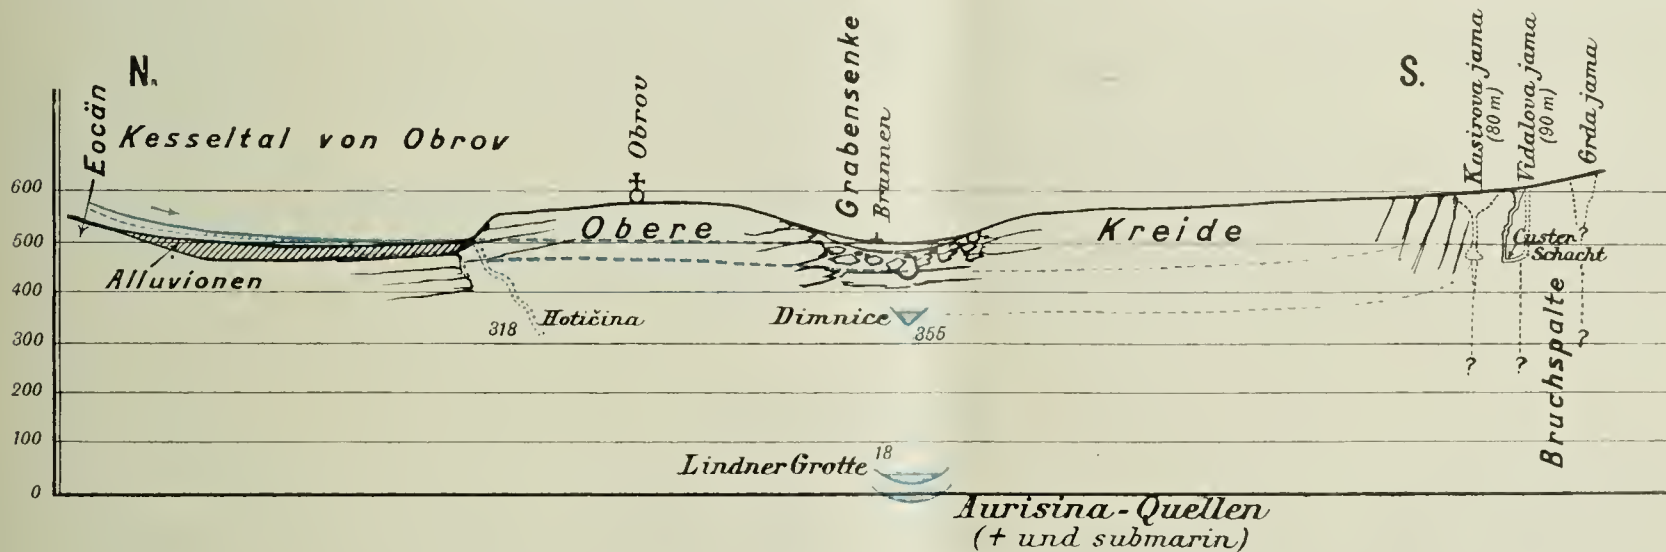 N.
S.
Eocän
Kesseltal von Obrov
Obrov
Grabensenke
Brunnen
Kasirova jama
(80 m)
Vidalova jama
(90 m)
Grda jama
600
500
400
300
200
100
0
Obere
Kreide
Alluvionen
318
Hotičina
Dimnice
355
?
Custer
Schacht
Bruchspalte
?
?
?
Lindner Grotte
18
Aurisina-Quellen
(+ und submarin)